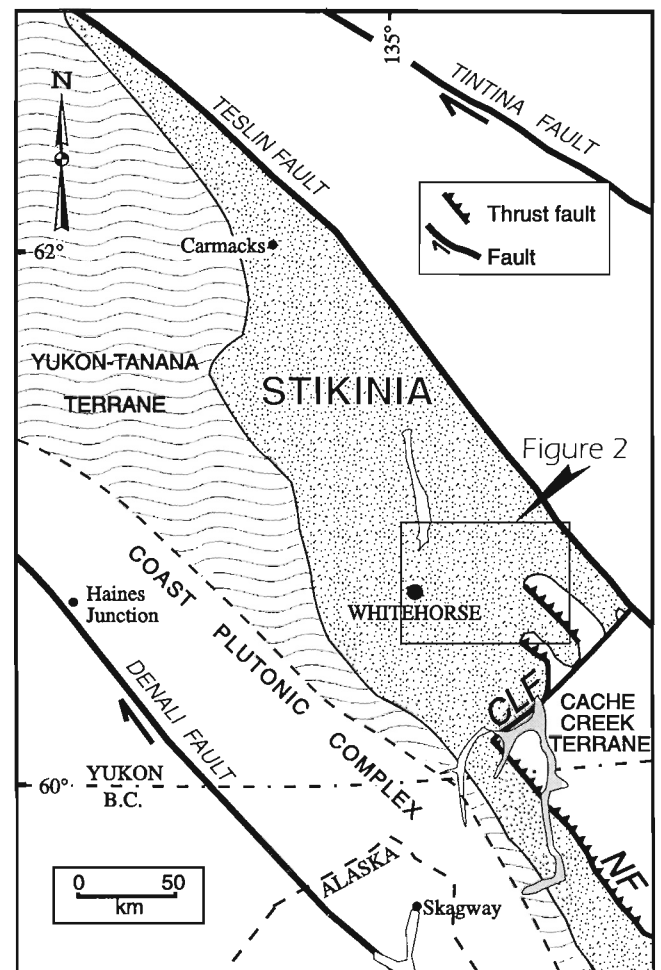 135°
N
TESLIN FAULT
TINTINA FAULT
Thrust fault
Fault
Carmacks
62°
YUKON-TANANA
TERRANE
STIKINIA
Figure 2
COAST PLUTONIC COMPLEX
Haines
Junction
WHITEHORSE
DENALI FAULT
CLF
CACHE
CREEK
TERRANE
YUKON
60°
B.C.
NF
ALASKA
0 50
km
Skagway